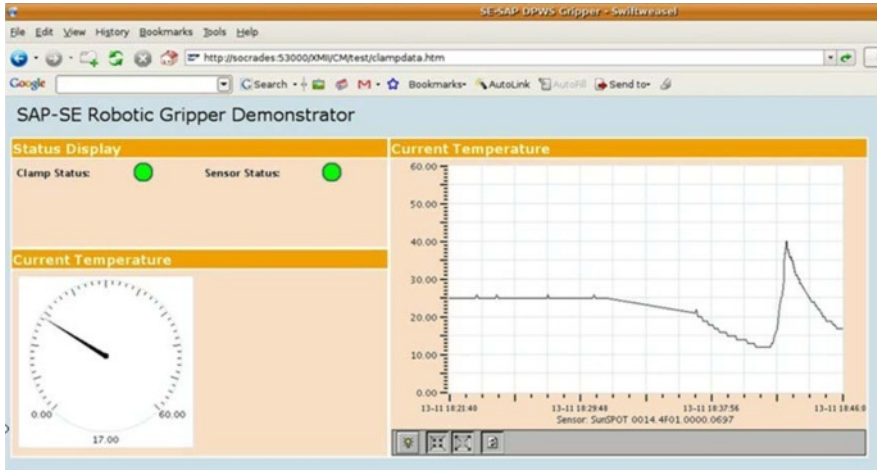 SE-SAP DPWS Gripper - Swiftweasel
File Edit View History Bookmarks Tools Help
http://socrades:53000/XMII/CM/test/clampdata.htm
Google Search Bookmarks AutoLink AutoFill Send to
SAP-SE Robotic Gripper Demonstrator
Status Display
Clamp Status: Sensor Status:
Current Temperature
0.00 60.00
17.00
Current Temperature
60.00
50.00
40.00
30.00
20.00
10.00
0.00
13-11 18:21:40 13-11 18:29:48 13-11 18:37:56 13-11 18:46:0
Sensor: SunSPOT 0014.4F01.0000.0697